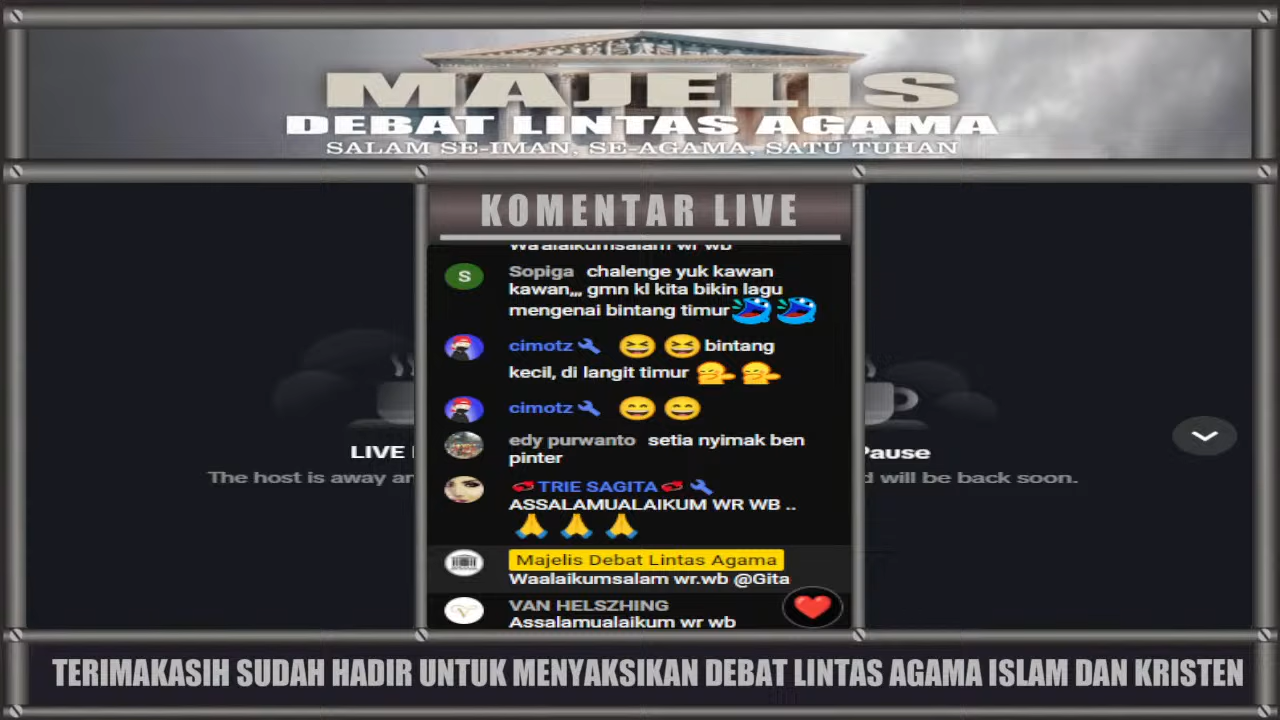 MAJELIS
DEBAT LINTAS AGAMA
SALAM SE-IMAN, SE-AGAMA, SATU TUHAN
KOMENTAR LIVE
Wa'alaikumsalam wr wb
S
Sopiga chalenge yuk kawan
kawan,,, gmn kl kita bikin lagu
mengenai bintang timur🤣🤣
cimotz🔧 😆😆bintang
kecil, di langit timur 🤧🤧
cimotz🔧 😄😄
edy purwanto setia nyimak ben
pinter
TRIE SAGITA 🔧
ASSALAMUALAIKUM WR WB ..
🙏🙏🙏
Majelis Debat Lintas Agama
Waalaikumsalam wr.wb @Gita
VAN HELSZHING
Assalamualaikum wr wb
LIVE
The host is away
Pause
will be back soon.
TERIMAKASIH SUDAH HADIR UNTUK MENYAKSIKAN DEBAT LINTAS AGAMA ISLAM DAN KRISTEN